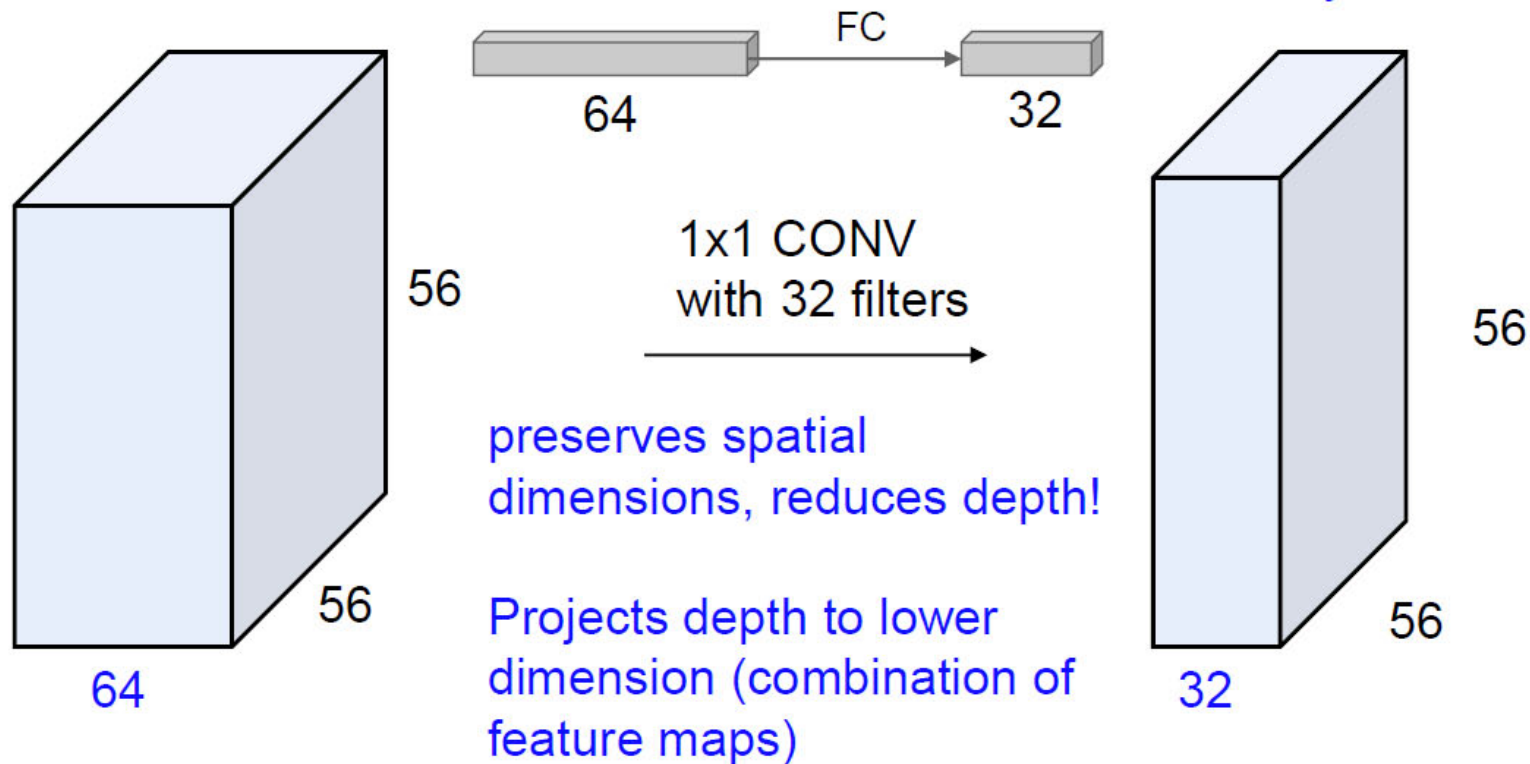 FC
64
32
56
1x1 CONV
with 32 filters
56
preserves spatial
dimensions, reduces depth!
56
Projects depth to lower
dimension (combination of
feature maps)
56
64
32